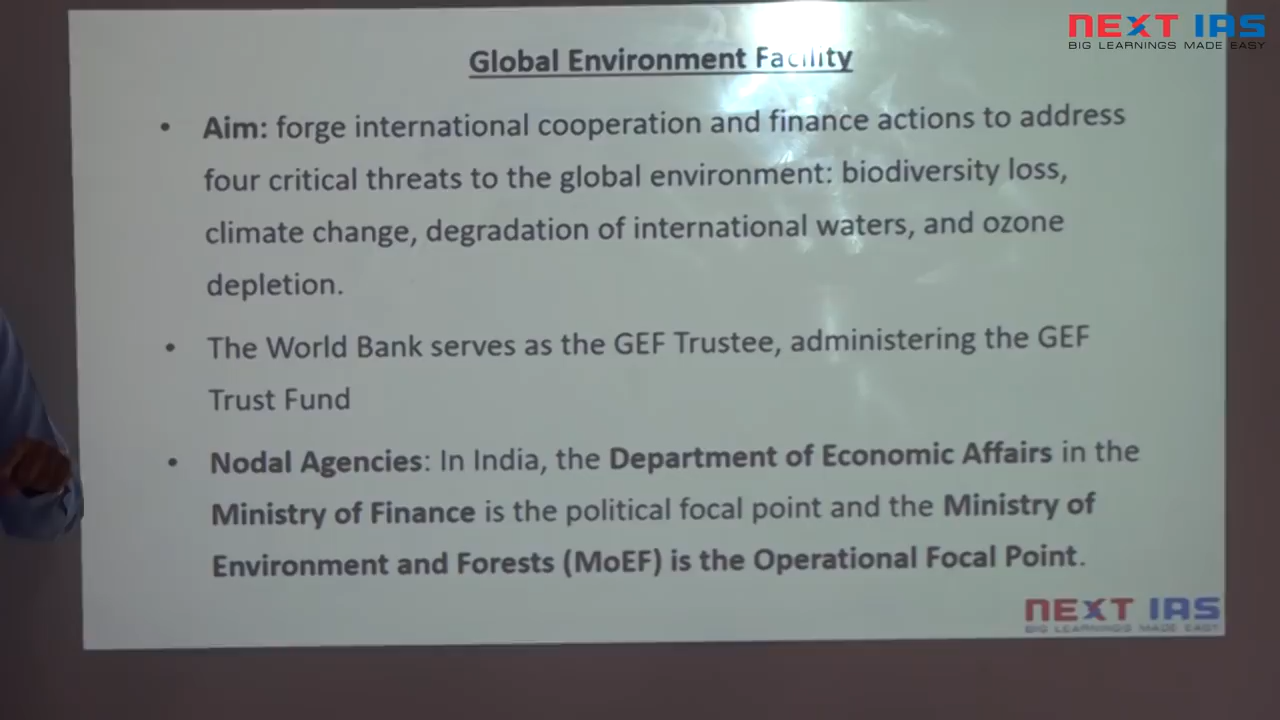 NEXT IAS
BIG LEARNINGS MADE EASY
Global Environment Facility
• Aim: forge international cooperation and finance actions to address
four critical threats to the global environment: biodiversity loss,
climate change, degradation of international waters, and ozone
depletion.
• The World Bank serves as the GEF Trustee, administering the GEF
Trust Fund
• Nodal Agencies: In India, the Department of Economic Affairs in the
Ministry of Finance is the political focal point and the Ministry of
Environment and Forests (MoEF) is the Operational Focal Point.
NEXT IAS
BIG LEARNINGS MADE EASY